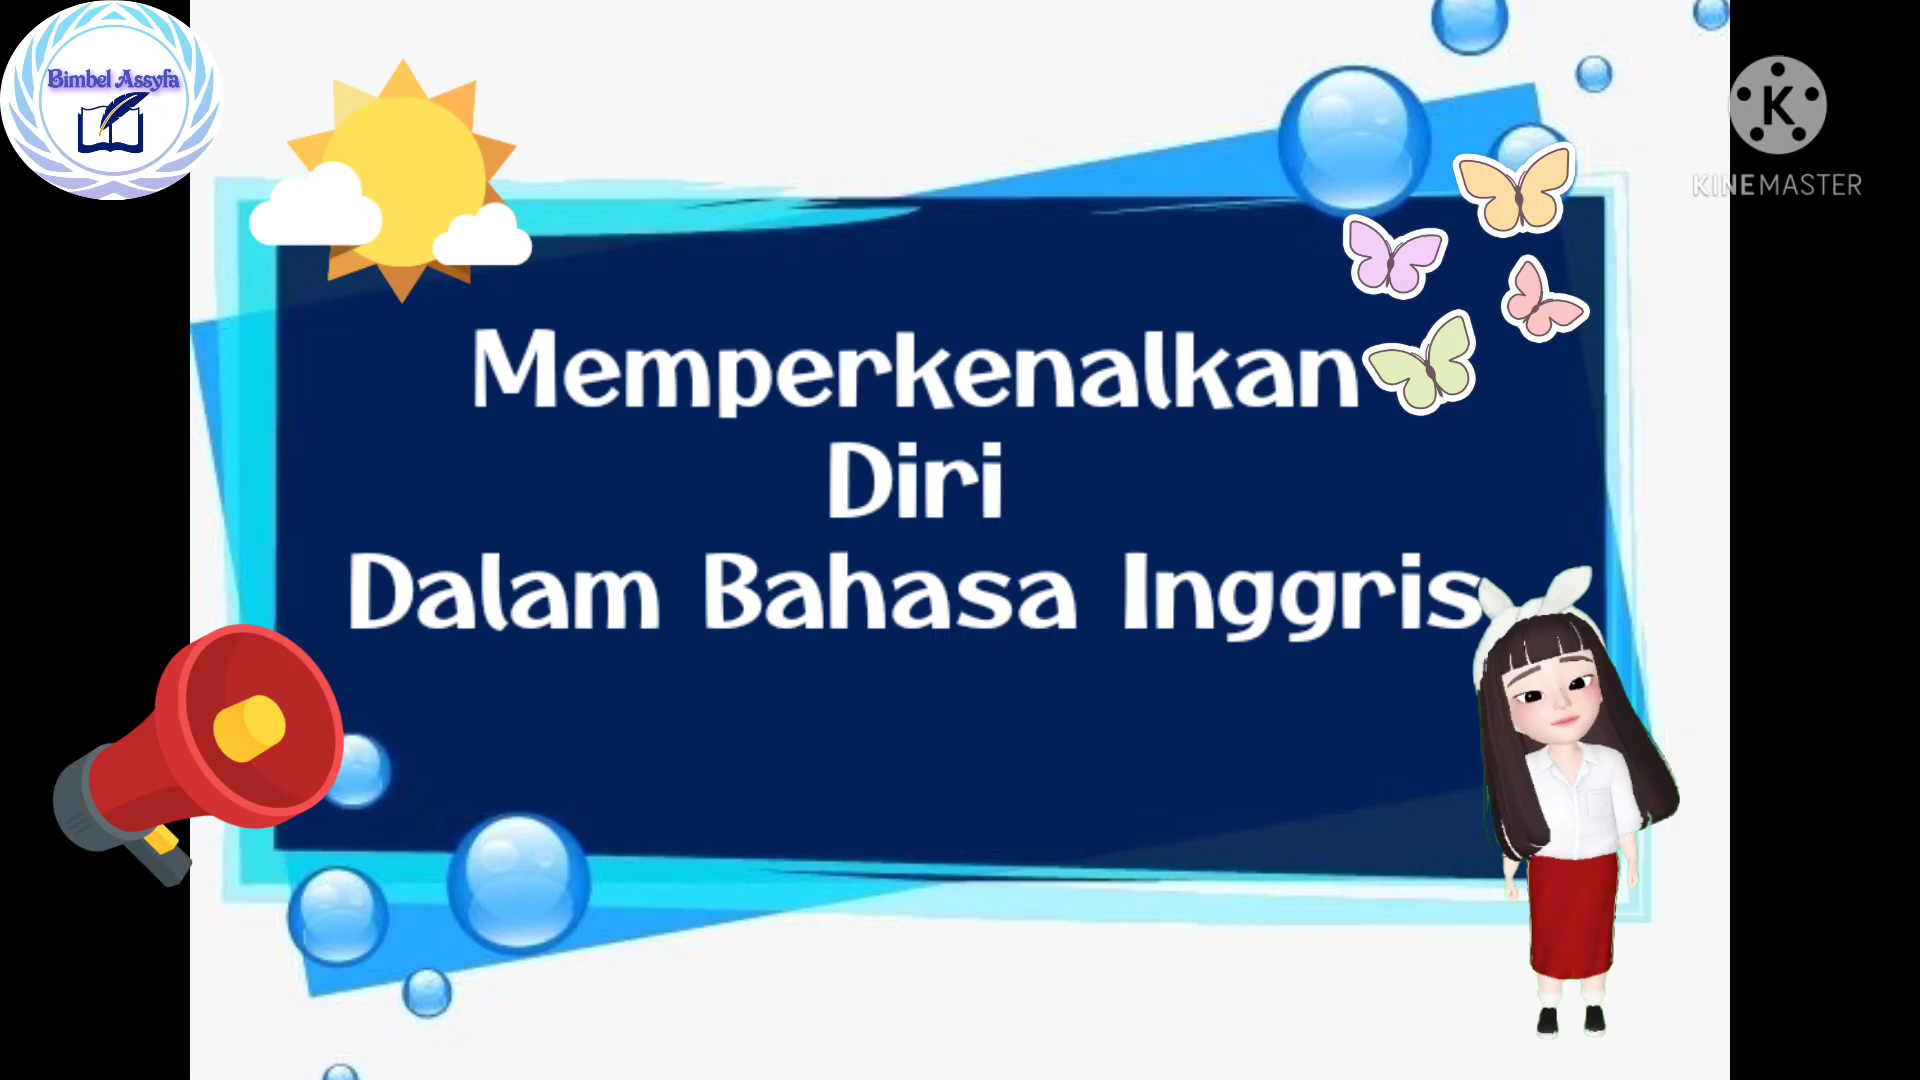 Bimbel Assyfa
K
KINEMASTER
Memperkenalkan
Diri
Dalam Bahasa Inggris